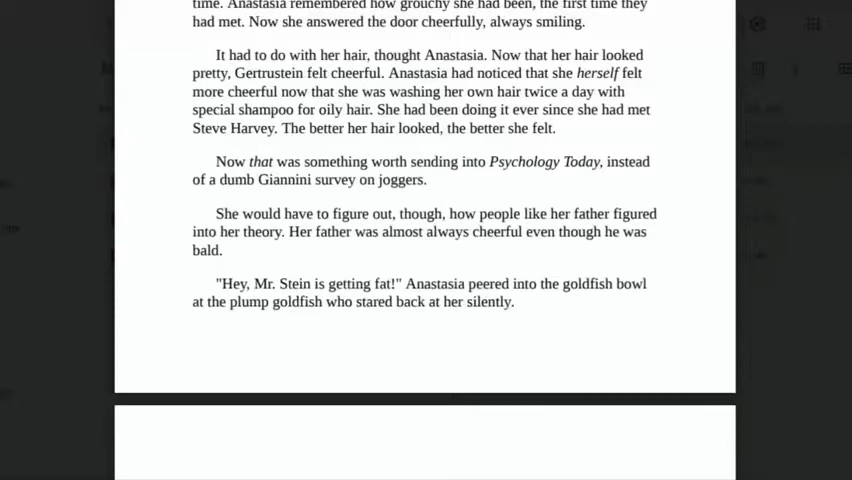 time. Anastasia remembered how grouchy she had been, the first time they
had met. Now she answered the door cheerfully, always smiling.
It had to do with her hair, thought Anastasia. Now that her hair looked
pretty, Gertrustein felt cheerful. Anastasia had noticed that she herself felt
more cheerful now that she was washing her own hair twice a day with
special shampoo for oily hair. She had been doing it ever since she had met
Steve Harvey. The better her hair looked, the better she felt.
Now that was something worth sending into Psychology Today, instead
of a dumb Giannini survey on joggers.
She would have to figure out, though, how people like her father figured
into her theory. Her father was almost always cheerful even though he was
bald.
"Hey, Mr. Stein is getting fat!" Anastasia peered into the goldfish bowl
at the plump goldfish who stared back at her silently.